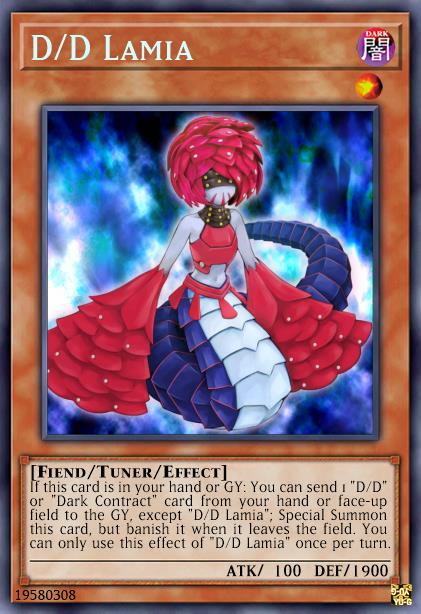 D/D Lamia
DARK
闇
[Fiend/Tuner/Effect]
If this card is in your hand or GY: You can send 1 "D/D"
or "Dark Contract" card from your hand or face-up
field to the GY, except "D/D Lamia"; Special Summon
this card, but banish it when it leaves the field. You
can only use this effect of "D/D Lamia" once per turn.
ATK/ 100 DEF/1900
19580308